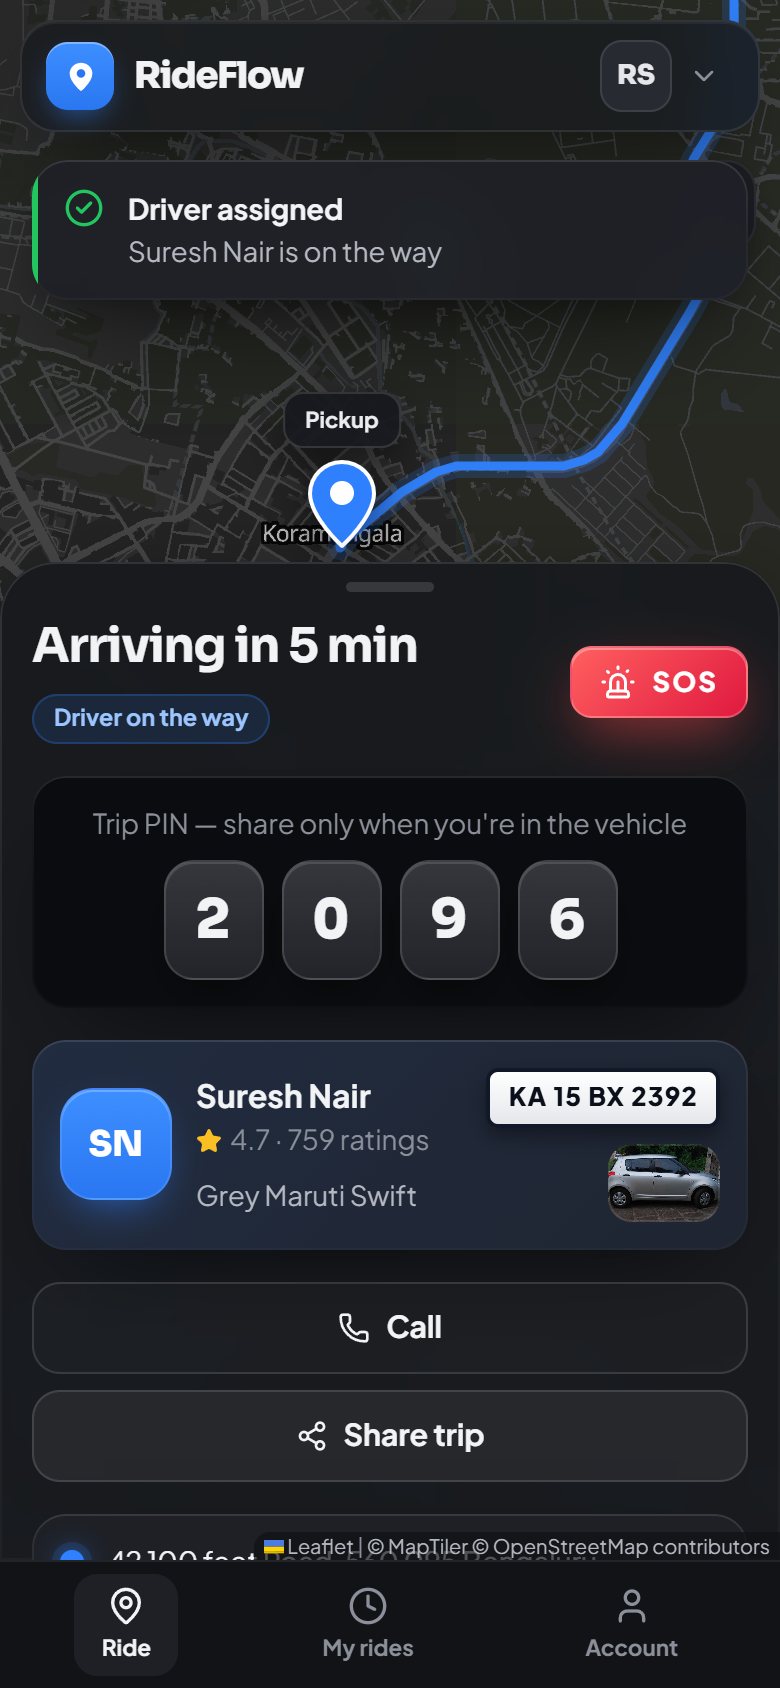 RideFlow
RS
Driver assigned
Suresh Nair is on the way
Pickup
Arriving in 5 min
SOS
Driver on the way
Trip PIN — share only when you're in the vehicle
2 0 9 6
SN
Suresh Nair
KA 15 BX 2392
4.7 · 759 ratings
Grey Maruti Swift
Call
Share trip
Leaflet | © MapTiler © OpenStreetMap contributors
Ride
My rides
Account